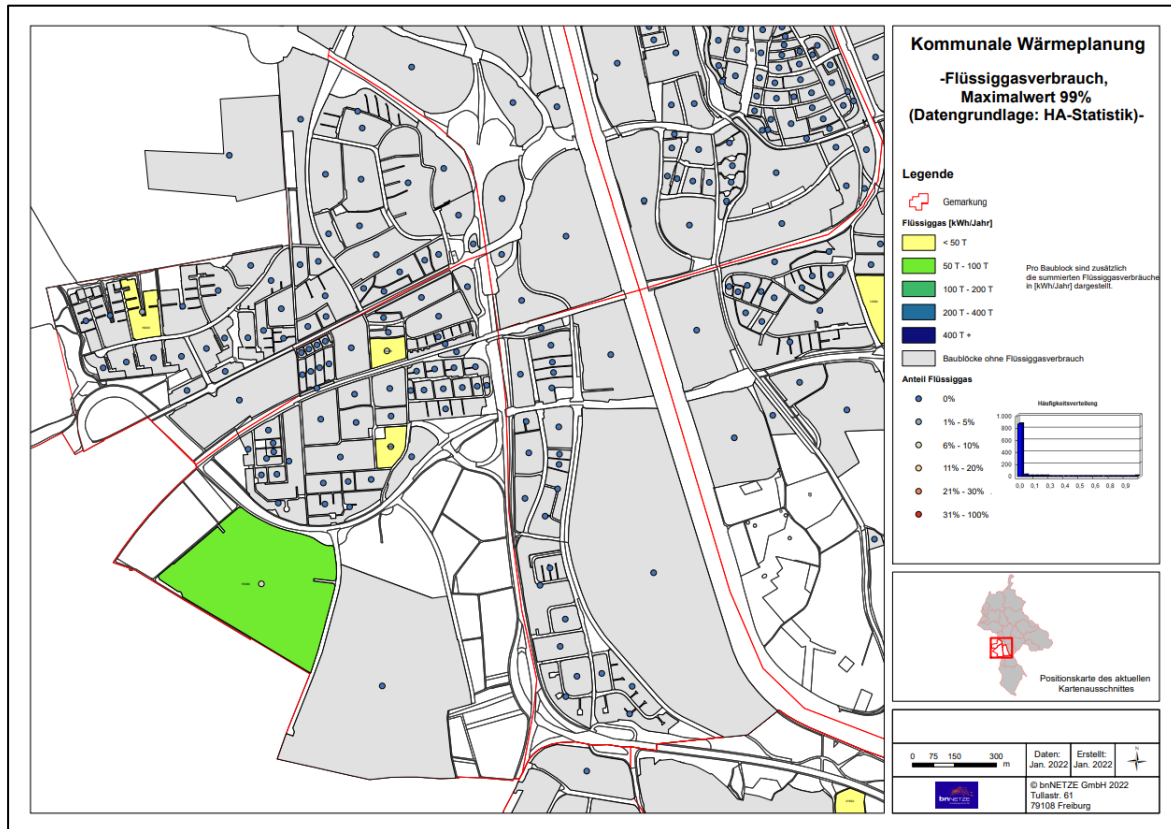 Kommunale Wärmeplanung
-Flüssiggasverbrauch,
Maximalwert 99%
(Datengrundlage: HA-Statistik)-
Legende
Gemarkung
Flüssiggas [kWh/Jahr]
< 50 T
50 T - 100 T
100 T - 200 T
200 T - 400 T
400 T +
Baublöcke ohne Flüssiggasverbrauch
Pro Baublock sind zusätzlich
die summierten Flüssiggasverbräuche
in [kWh/Jahr] dargestellt.
Anteil Flüssiggas
0%
1% - 5%
6% - 10%
11% - 20%
21% - 30%
31% - 100%
Häufigkeitsverteilung
1.000
800
600
400
200
0
0,0 0,1 0,3 0,4 0,5 0,6 0,8 0,9
Positionskarte des aktuellen
Kartenausschnittes
0 75 150 300
m
Daten:
Jan. 2022
Erstellt:
Jan. 2022
N
bnNETZE
© bnNETZE GmbH 2022
Tullastr. 61
79108 Freiburg